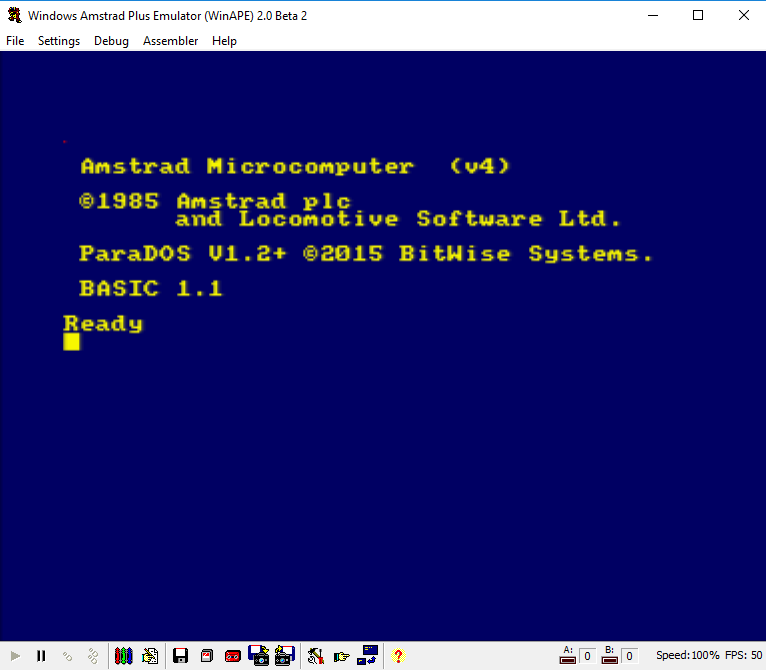 Windows Amstrad Plus Emulator (WinAPE) 2.0 Beta 2
File Settings Debug Assembler Help
Amstrad Microcomputer (v4)
©1985 Amstrad plc
and Locomotive Software Ltd.
ParaDOS V1.2+ ©2015 BitWise Systems.
BASIC 1.1
Ready
A: 0 B: 0 Speed:100% FPS: 50